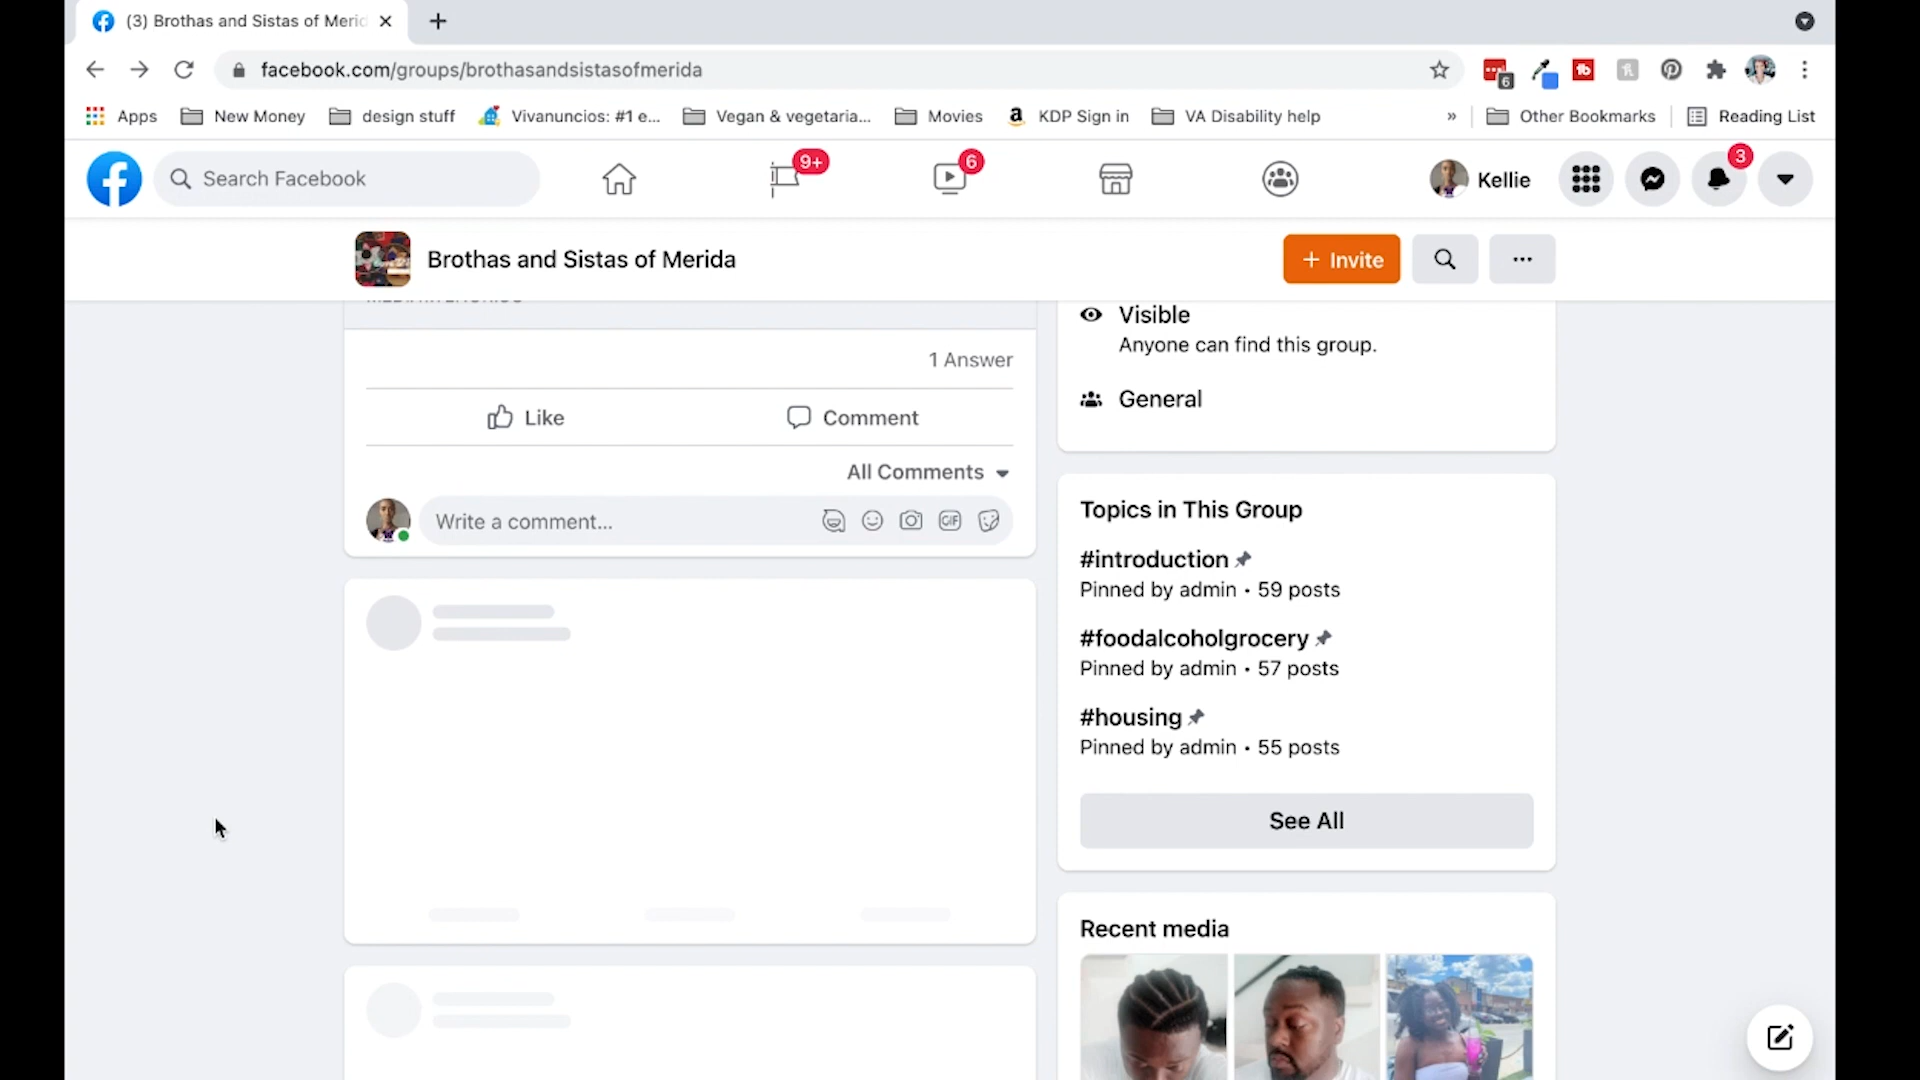 (3) Brothas and Sistas of Merid
facebook.com/groups/brothasandsistasofmerida
6
Apps New Money design stuff Vivanuncios: #1 e... Vegan & vegetaria... Movies KDP Sign in VA Disability help » Other Bookmarks Reading List
Search Facebook 9+ 6 Kellie 3
Brothas and Sistas of Merida + Invite ...
Visible
Anyone can find this group.
General
1 Answer
Like Comment
All Comments
Write a comment...
GIF
Topics in This Group
#introduction
Pinned by admin • 59 posts
#foodalcoholgrocery
Pinned by admin • 57 posts
#housing
Pinned by admin • 55 posts
See All
Recent media